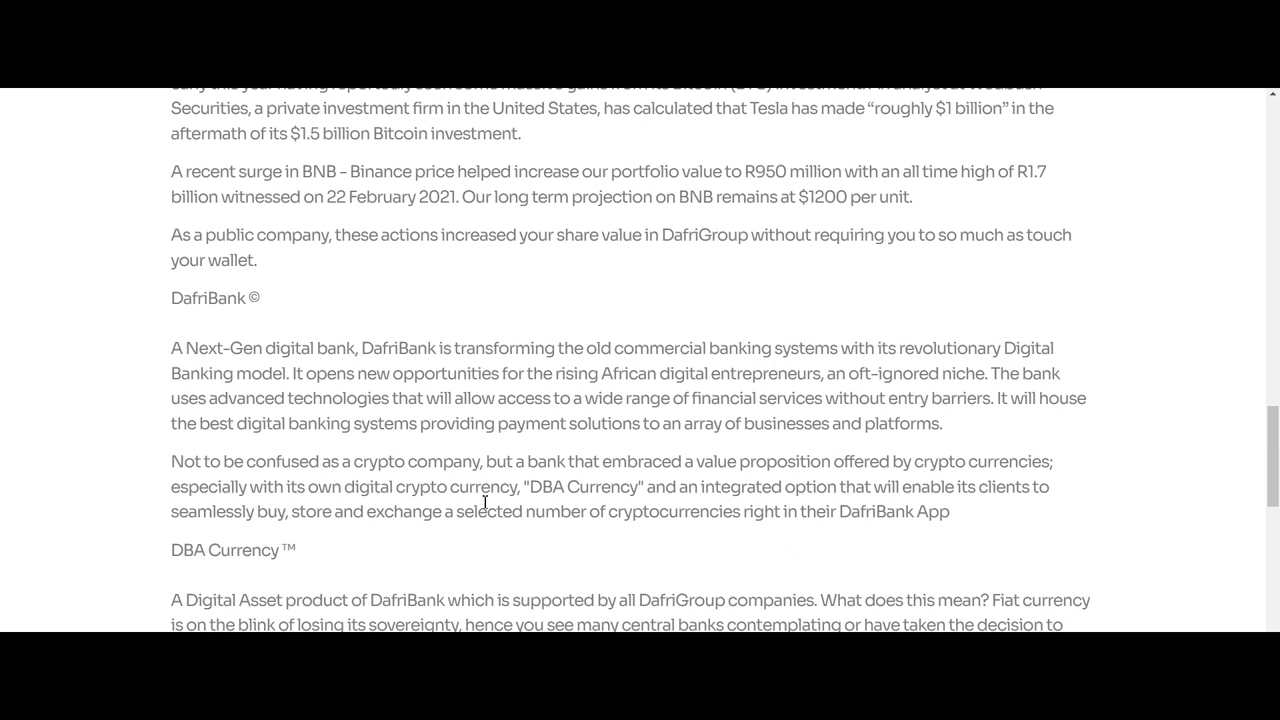 Securities, a private investment firm in the United States, has calculated that Tesla has made “roughly $1 billion” in the
aftermath of its $1.5 billion Bitcoin investment.
A recent surge in BNB - Binance price helped increase our portfolio value to R950 million with an all time high of R1.7
billion witnessed on 22 February 2021. Our long term projection on BNB remains at $1200 per unit.
As a public company, these actions increased your share value in DafriGroup without requiring you to so much as touch
your wallet.
DafriBank ©
A Next-Gen digital bank, DafriBank is transforming the old commercial banking systems with its revolutionary Digital
Banking model. It opens new opportunities for the rising African digital entrepreneurs, an oft-ignored niche. The bank
uses advanced technologies that will allow access to a wide range of financial services without entry barriers. It will house
the best digital banking systems providing payment solutions to an array of businesses and platforms.
Not to be confused as a crypto company, but a bank that embraced a value proposition offered by crypto currencies;
especially with its own digital crypto currency, "DBA Currency" and an integrated option that will enable its clients to
seamlessly buy, store and exchange a selected number of cryptocurrencies right in their DafriBank App
DBA Currency ™
A Digital Asset product of DafriBank which is supported by all DafriGroup companies. What does this mean? Fiat currency
is on the blink of losing its sovereignty, hence you see many central banks contemplating or have taken the decision to